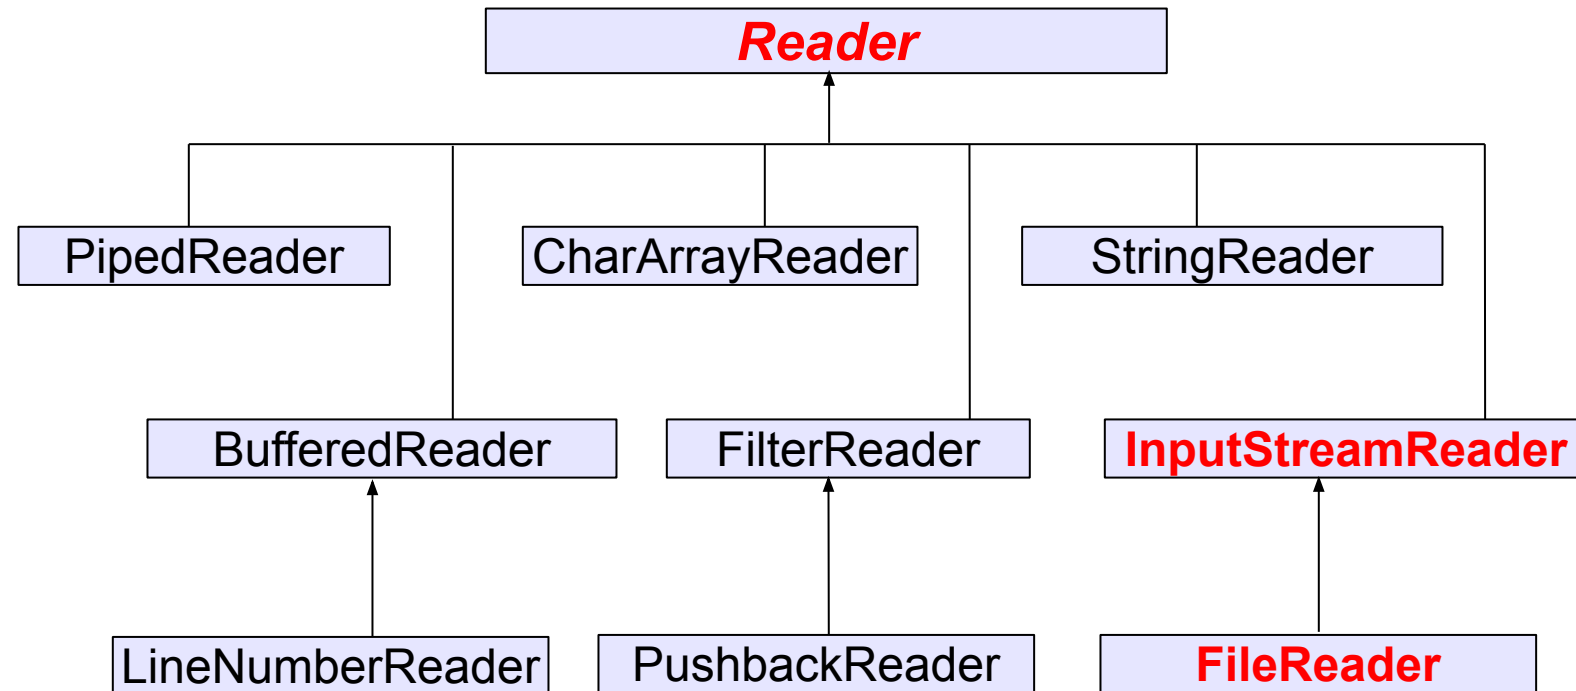 Reader
PipedReader
CharArrayReader
StringReader
BufferedReader
FilterReader
InputStreamReader
LineNumberReader
PushbackReader
FileReader